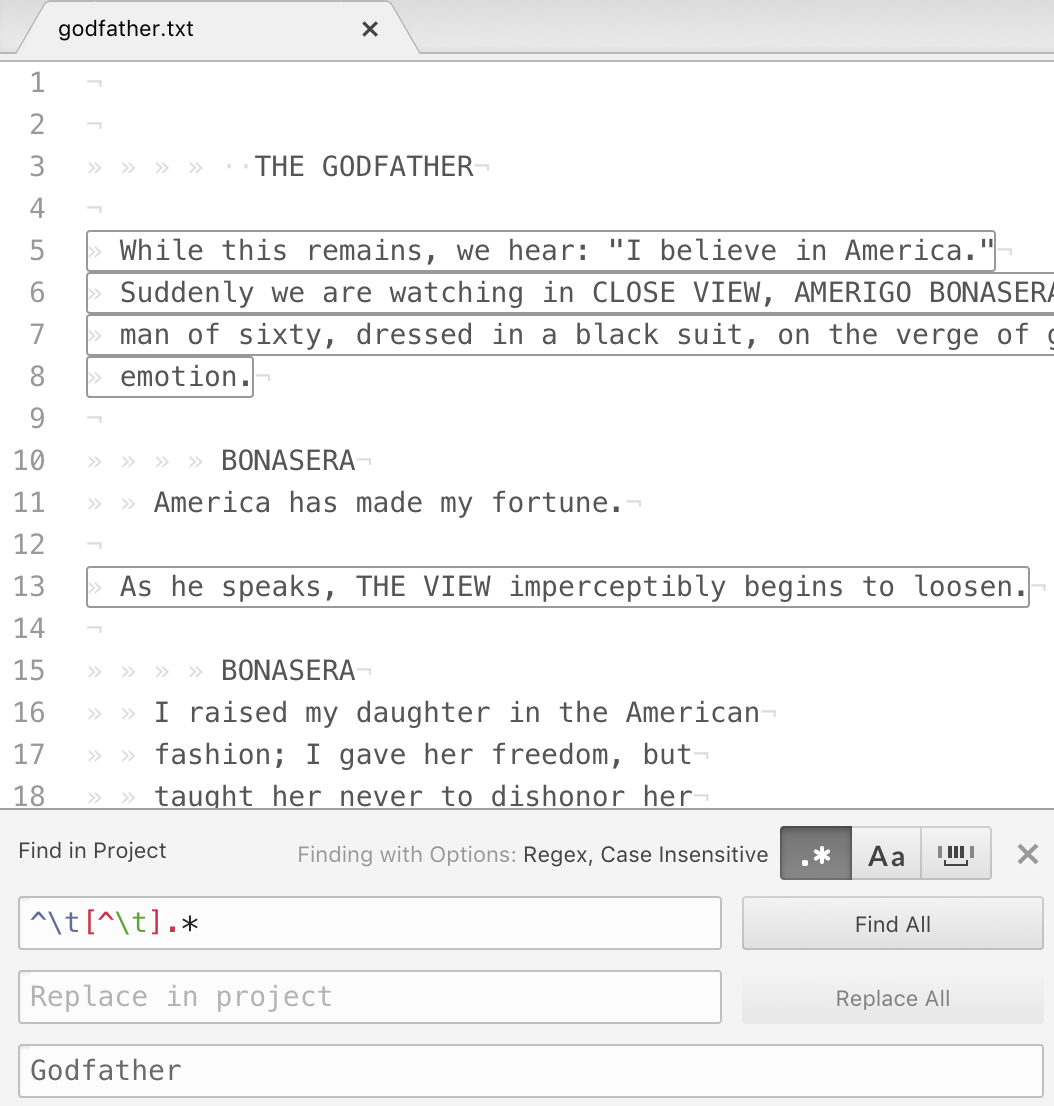 godfather.txt ×
1 ¬
2 ¬
3 » » » » ··THE GODFATHER¬
4 ¬
5 » While this remains, we hear: "I believe in America."¬
6 » Suddenly we are watching in CLOSE VIEW, AMERIGO BONASERA
7 » man of sixty, dressed in a black suit, on the verge of g
8 » emotion.¬
9 ¬
10 » » » » BONASERA¬
11 » » America has made my fortune.¬
12 ¬
13 » As he speaks, THE VIEW imperceptibly begins to loosen.¬
14 ¬
15 » » » » BONASERA¬
16 » » I raised my daughter in the American¬
17 » » fashion; I gave her freedom, but¬
18 » » taught her never to dishonor her¬
Find in Project Finding with Options: Regex, Case Insensitive .* Aa ×
^\t[^\t].* Find All
Replace in project Replace All
Godfather